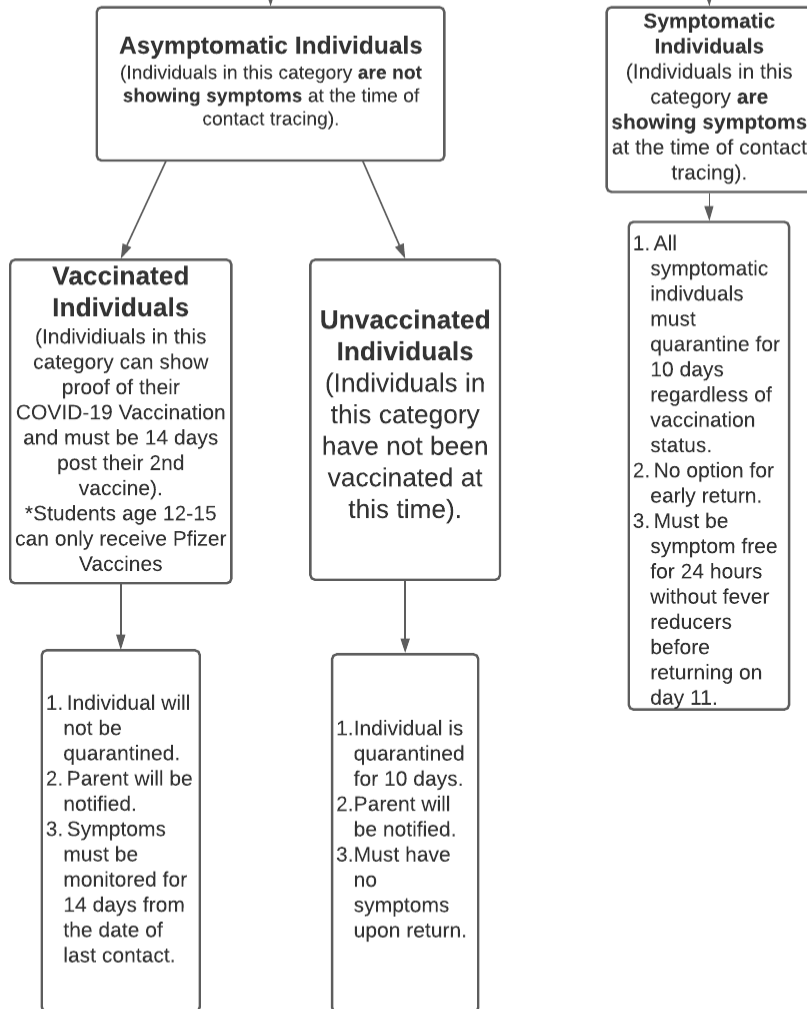 Asymptomatic Individuals
(Individuals in this category are not
showing symptoms at the time of
contact tracing).
Vaccinated
Individuals
(Individiuals in this
category can show
proof of their
COVID-19 Vaccination
and must be 14 days
post their 2nd
vaccine).
*Students age 12-15
can only receive Pfizer
Vaccines
1. Individual will
not be
quarantined.
2. Parent will be
notified.
3. Symptoms
must be
monitored for
14 days from
the date of
last contact.
Unvaccinated
Individuals
(Individuals in
this category
have not been
vaccinated at
this time).
1.Individual is
quarantined
for 10 days.
2.Parent will
be notified.
3.Must have
no
symptoms
upon return.
Symptomatic
Individuals
(Individuals in this
category are
showing symptoms
at the time of contact
tracing).
1. All
symptomatic
indivduals
must
quarantine for
10 days
regardless of
vaccination
status.
2. No option for
early return.
3. Must be
symptom free
for 24 hours
without fever
reducers
before
returning on
day 11.